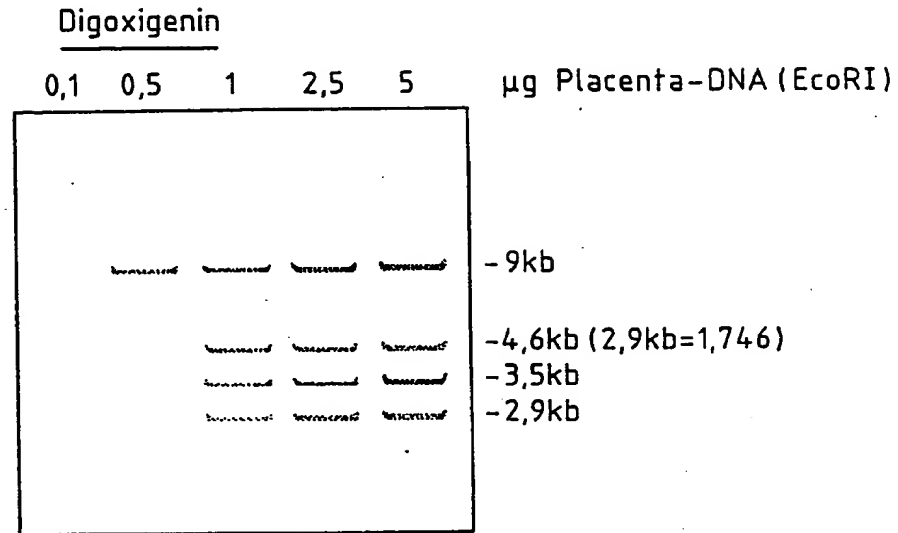 Digoxigenin
0,1 0,5 1 2,5 5 µg Placenta-DNA (EcoRI)
-9kb
-4,6kb (2,9kb=1,746)
-3,5kb
-2,9kb